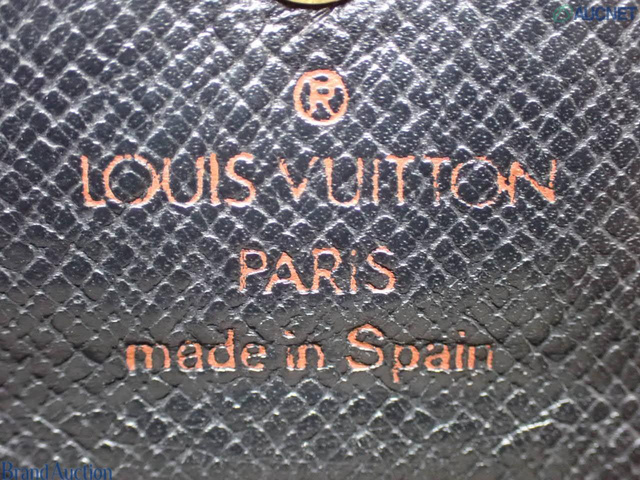 AUCNET
®
LOUIS VUITTON
PARiS
made in Spain
Brand Auction